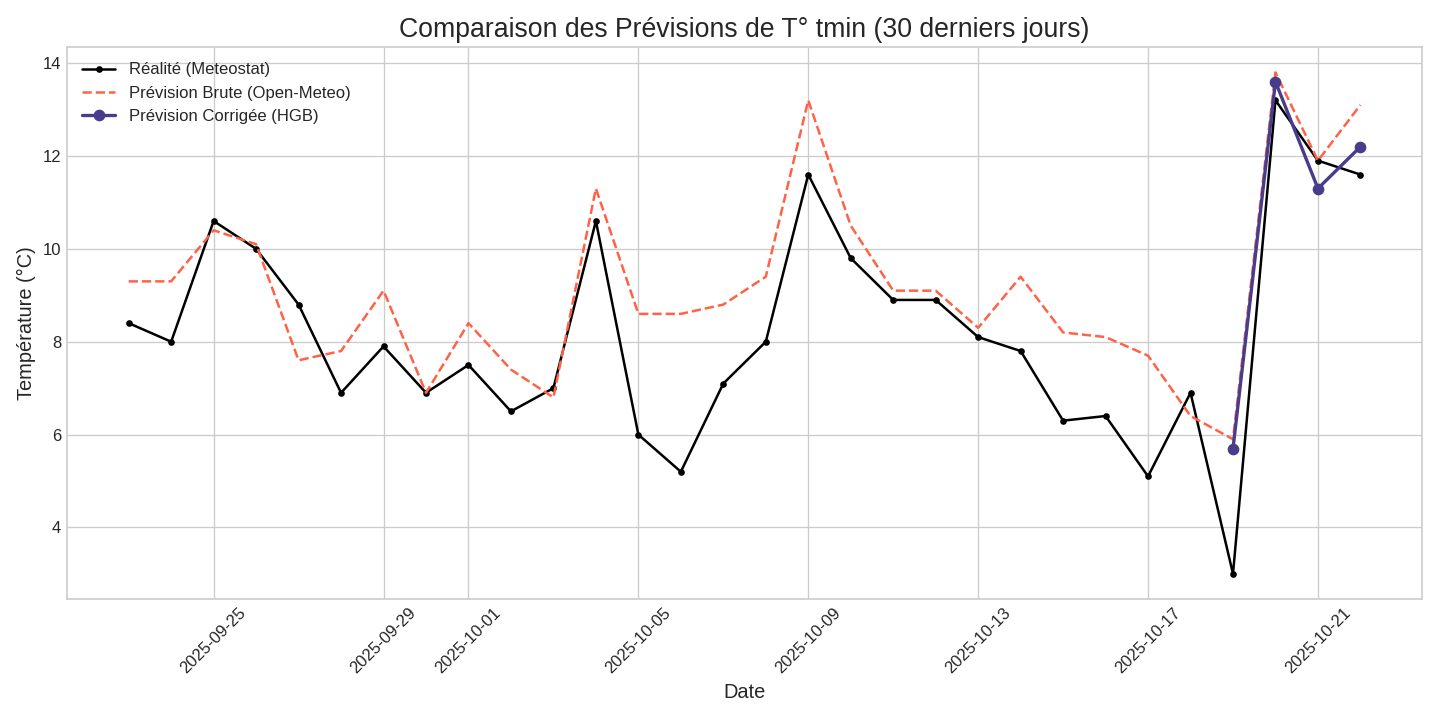 Comparaison des Prévisions de T° tmin (30 derniers jours)
Réalité (Meteostat)
Prévision Brute (Open-Meteo)
Prévision Corrigée (HGB)
Température (°C)
14
12
10
8
6
4
2025-09-25
2025-09-29
2025-10-01
2025-10-05
2025-10-09
2025-10-13
2025-10-17
2025-10-21
Date